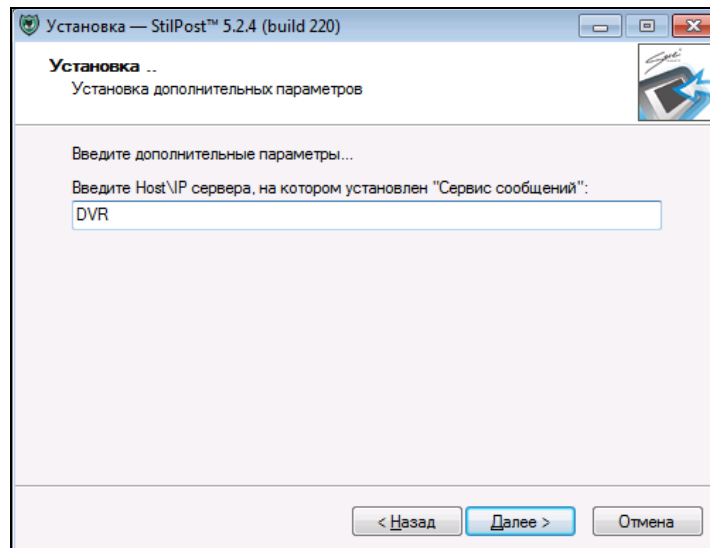 Установка — StilPost™ 5.2.4 (build 220)
Установка ..
Установка дополнительных параметров
Введите дополнительные параметры...
Введите Host\IP сервера, на котором установлен "Сервис сообщений":
DVR
< Назад
Далее >
Отмена